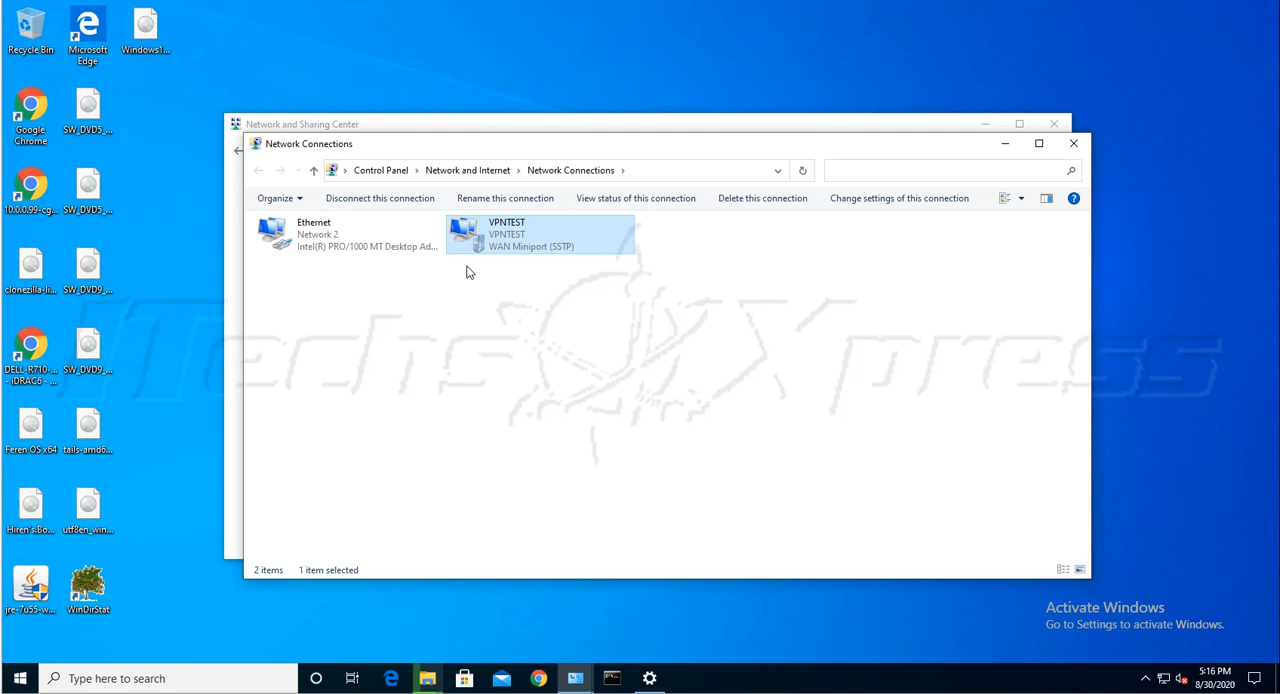 Recycle Bin
Microsoft
Edge
Windows1...
Google
Chrome
SW_DVD5_...
10.0.0.99-cg...
SW_DVD5_...
clonezilla-li...
SW_DVD9_...
DELL-R710-...
- iDRAC6 - ...
SW_DVD9_...
Feren OS x64
tails-amd6...
Hiren's.Bo...
utf8en_win...
jre-7u55-w...
WinDirStat
Network and Sharing Center
Network Connections
Control Panel > Network and Internet > Network Connections >
Organize
Disconnect this connection
Rename this connection
View status of this connection
Delete this connection
Change settings of this connection
Ethernet
Network 2
Intel(R) PRO/1000 MT Desktop Ad...
VPNTEST
VPNTEST
WAN Miniport (SSTP)
iTechs Xpress
2 items
1 item selected
Activate Windows
Go to Settings to activate Windows.
Type here to search
5:16 PM
8/30/2020